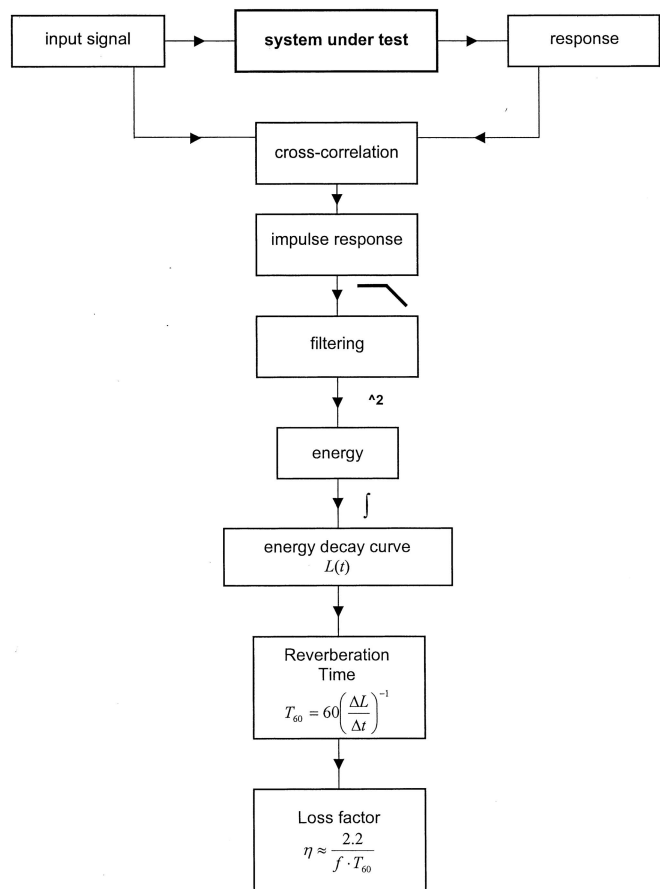 input signal
system under test
response
cross-correlation
impulse response
filtering
^2
energy
∫
energy decay curve
L(t)
Reverberation
Time
T₆₀ = 60(ΔL/Δt)⁻¹
Loss factor
η ≈ 2.2/(f · T₆₀)